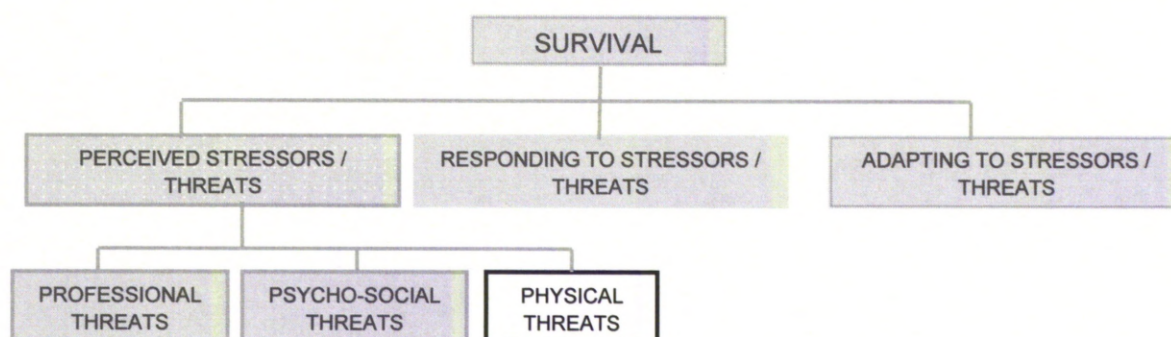 SURVIVAL
PERCEIVED STRESSORS /
THREATS
RESPONDING TO STRESSORS /
THREATS
ADAPTING TO STRESSORS /
THREATS
PROFESSIONAL
THREATS
PSYCHO-SOCIAL
THREATS
PHYSICAL
THREATS